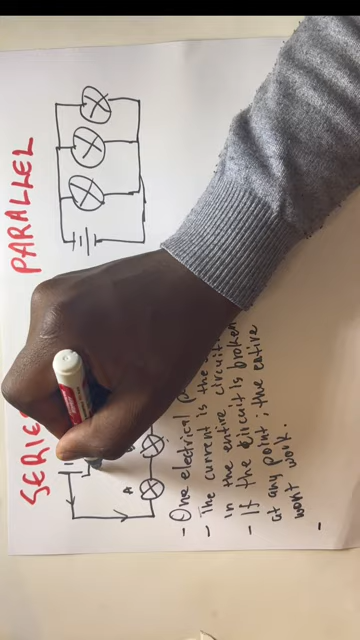 SERIE
PARALLEL
A
- One electrical
- The current is the
in the entire circuit
- If the circuit is broken
at any point, the entire
wont work.
-